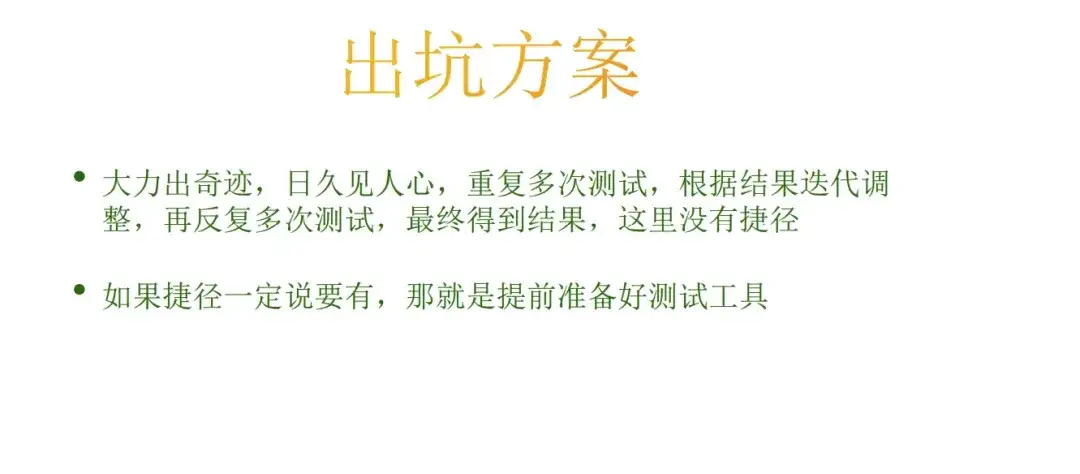 出坑方案
• 大力出奇迹，日久见人心，重复多次测试，根据结果迭代调
整，再反复多次测试，最终得到结果，这里没有捷径
• 如果捷径一定说要有，那就是提前准备好测试工具